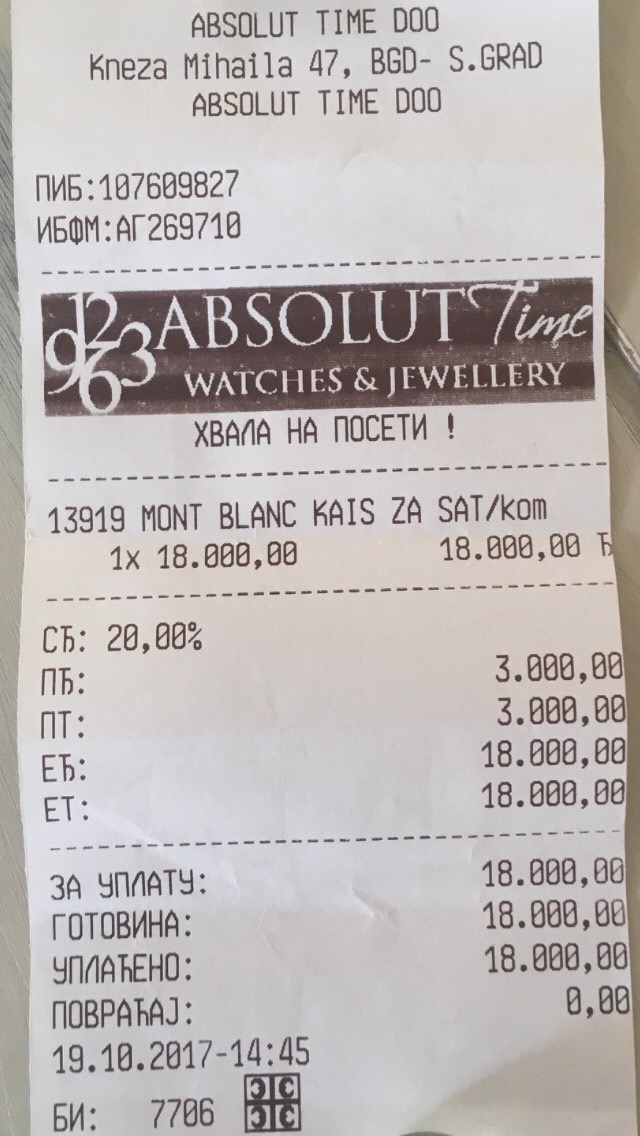 ABSOLUT TIME DOO
Kneza Mihaila 47, BGD- S.GRAD
ABSOLUT TIME DOO
ПИБ:107609827
ИБФМ:АГ269710
12 9 3 6 ABSOLUT Time
WATCHES & JEWELLERY
ХВАЛА НА ПОСЕТИ !
13919 MONT BLANC KAIS ZA SAT/kom
1x 18.000,00 18.000,00 Ђ
СЂ: 20,00%
ПЂ: 3.000,00
ПТ: 3.000,00
ЕЂ: 18.000,00
ЕТ: 18.000,00
ЗА УПЛАТУ: 18.000,00
ГОТОВИНА: 18.000,00
УПЛАЋЕНО: 18.000,00
ПОВРАЋАЈ: 0,00
19.10.2017-14:45
БИ: 7706